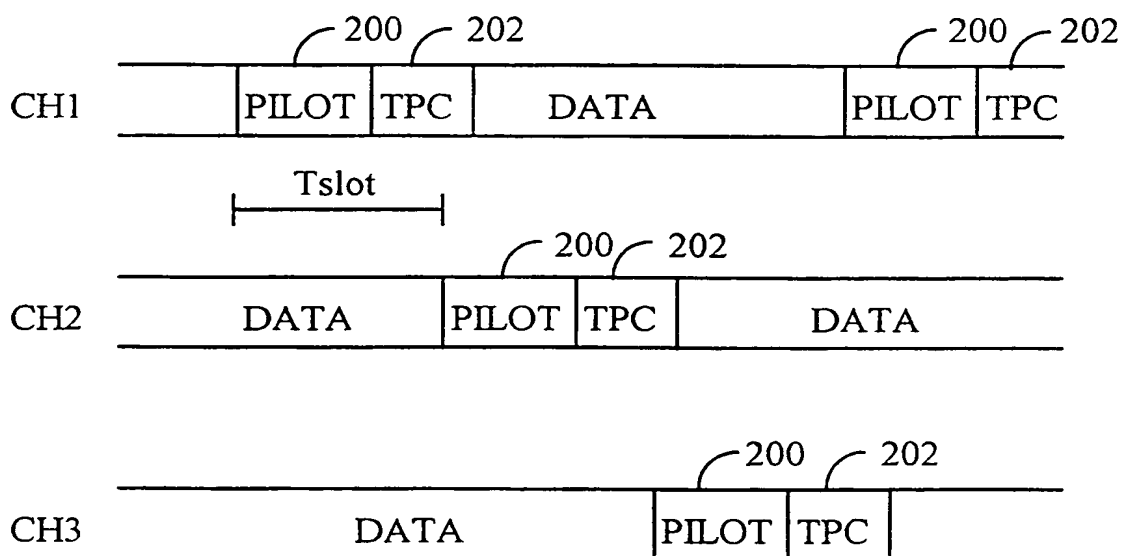 200 202 200 202
CH1 PILOT TPC DATA PILOT TPC
Tslot
200 202
CH2 DATA PILOT TPC DATA
200 202
CH3 DATA PILOT TPC